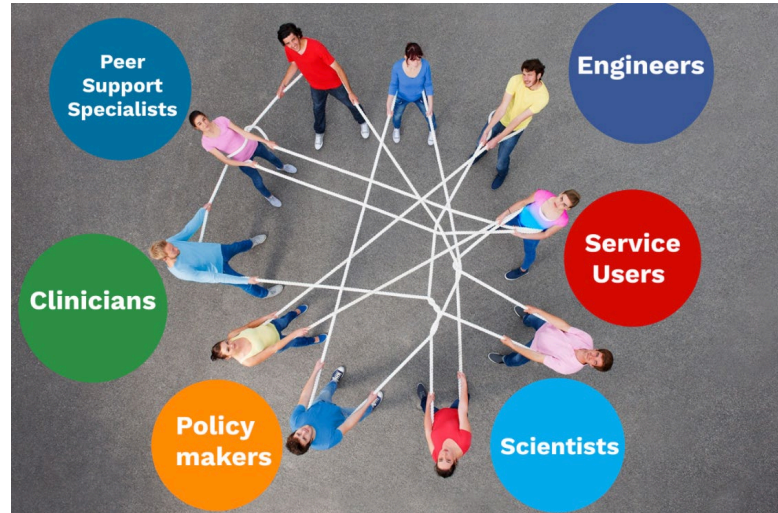 Peer
Support
Specialists
Engineers
Service
Users
Clinicians
Policy
makers
Scientists